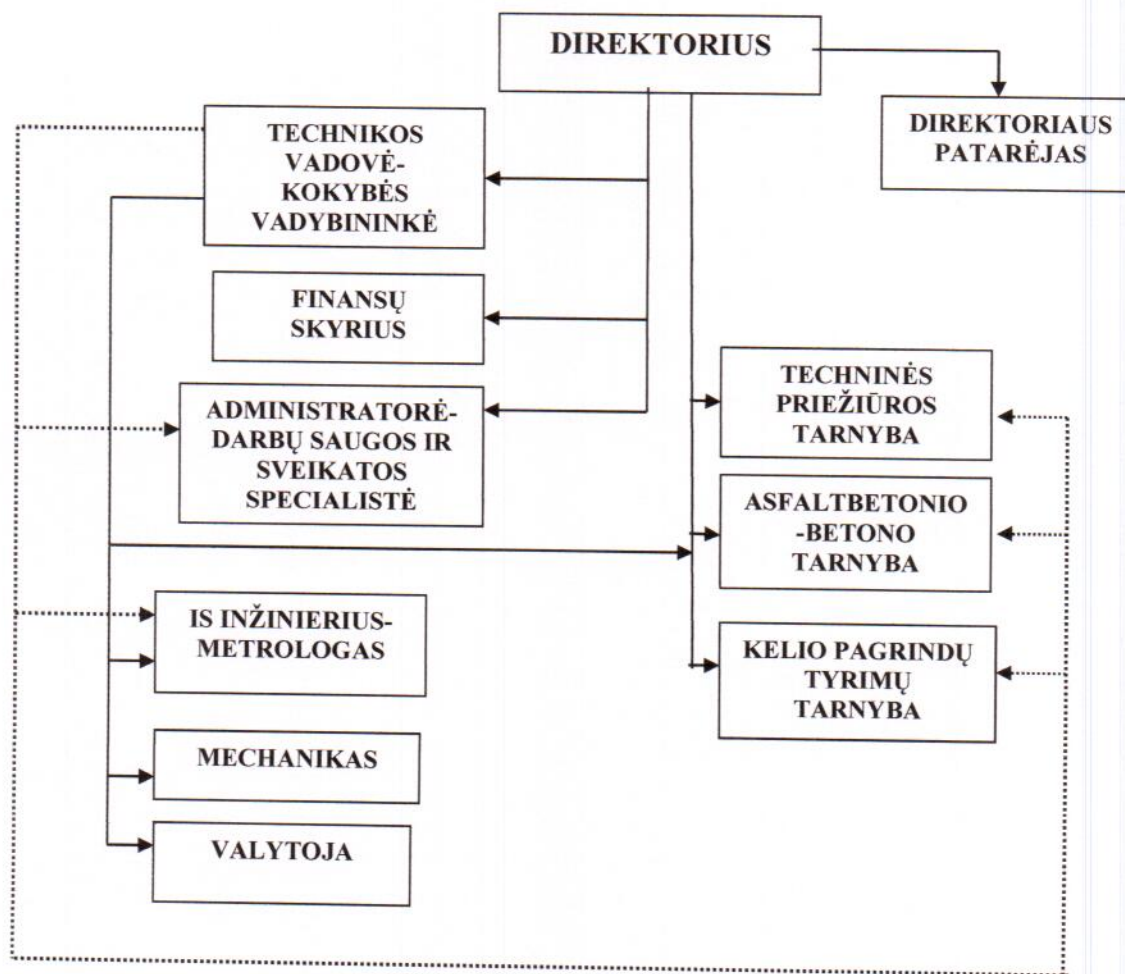 DIREKTORIUS
DIREKTORIAUS
PATARĖJAS
TECHNIKOS
VADOVĖ-
KOKYBĖS
VADYBININKĖ
FINANSŲ
SKYRIUS
ADMINISTRATORĖ-
DARBŲ SAUGOS IR
SVEIKATOS
SPECIALISTĖ
IS INŽINIERIUS-
METROLOGAS
MECHANIKAS
VALYTOJA
TECHNINĖS
PRIEŽIŪROS
TARNYBA
ASFALTBETONIO
-BETONO
TARNYBA
KELIO PAGRINDŲ
TYRIMŲ
TARNYBA